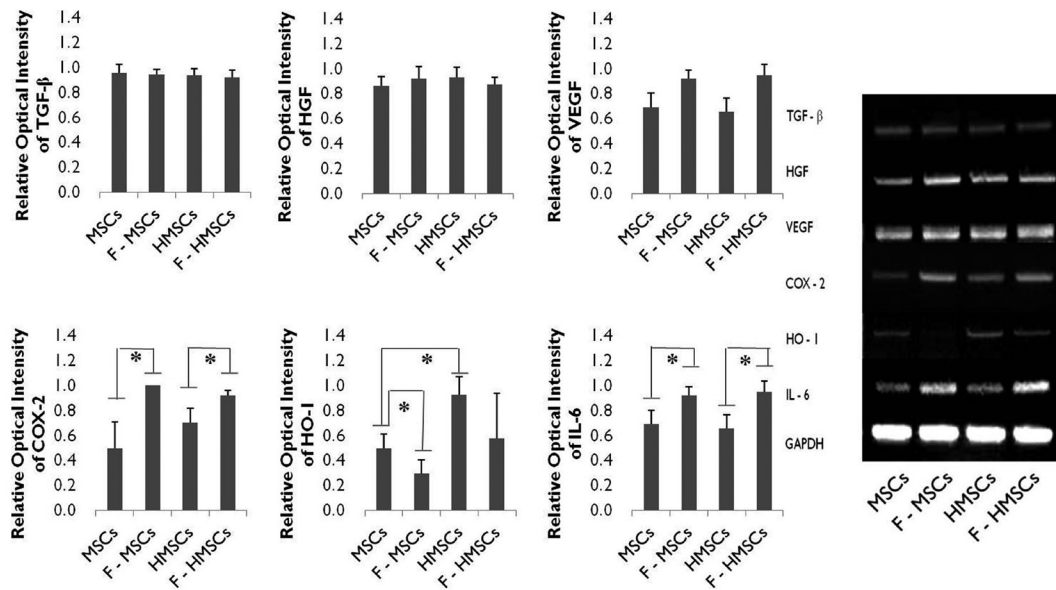 Relative Optical Intensity
of TGF-β
1.4
1.2
1.0
0.8
0.6
0.4
0.2
0.0
MSCs
F - MSCs
HMSCs
F - HMSCs
Relative Optical Intensity
of HGF
1.4
1.2
1.0
0.8
0.6
0.4
0.2
0.0
MSCs
F - MSCs
HMSCs
F - HMSCs
Relative Optical Intensity
of VEGF
1.4
1.2
1.0
0.8
0.6
0.4
0.2
0.0
MSCs
F - MSCs
HMSCs
F - HMSCs
Relative Optical Intensity
of COX-2
1.4
1.2
1.0
0.8
0.6
0.4
0.2
0.0
*
*
MSCs
F - MSCs
HMSCs
F - HMSCs
Relative Optical Intensity
of HO-1
1.4
1.2
1.0
0.8
0.6
0.4
0.2
0.0
*
*
MSCs
F - MSCs
HMSCs
F - HMSCs
Relative Optical Intensity
of IL-6
1.4
1.2
1.0
0.8
0.6
0.4
0.2
0.0
*
*
MSCs
F - MSCs
HMSCs
F - HMSCs
TGF - β
HGF
VEGF
COX - 2
HO - 1
IL - 6
GAPDH
MSCs
F - MSCs
HMSCs
F - HMSCs